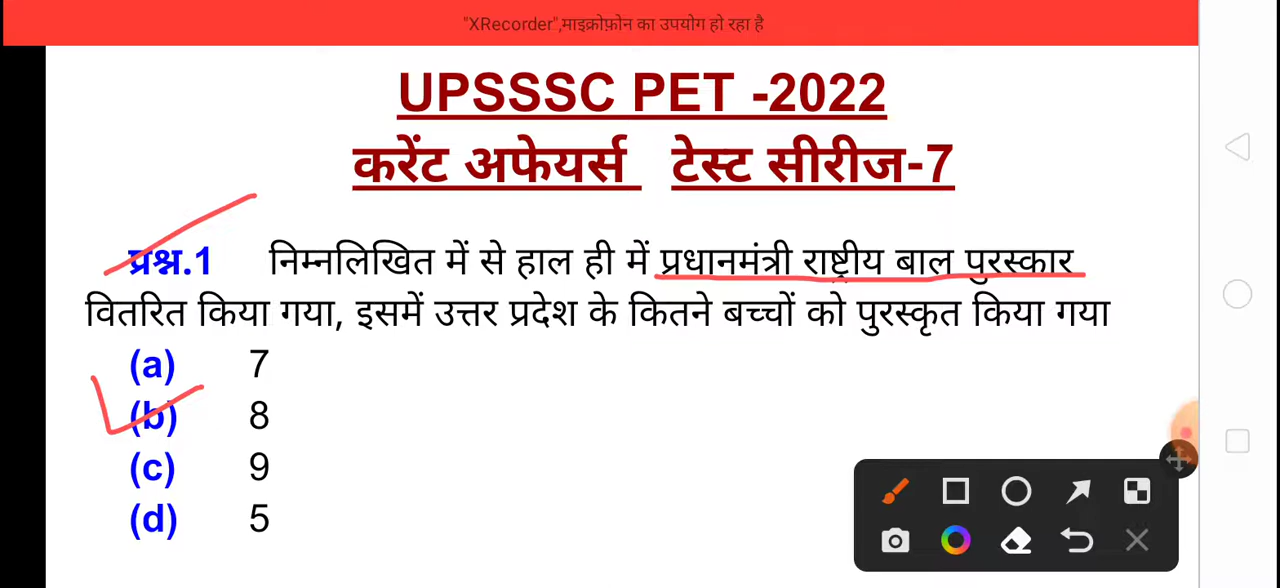 "XRecorder",माइक्रोफ़ोन का उपयोग हो रहा है
UPSSSC PET -2022
करेंट अफेयर्स टेस्ट सीरीज-7
प्रश्न.1 निम्नलिखित में से हाल ही में प्रधानमंत्री राष्ट्रीय बाल पुरस्कार
वितरित किया गया, इसमें उत्तर प्रदेश के कितने बच्चों को पुरस्कृत किया गया
(a) 7
(b) 8
(c) 9
(d) 5